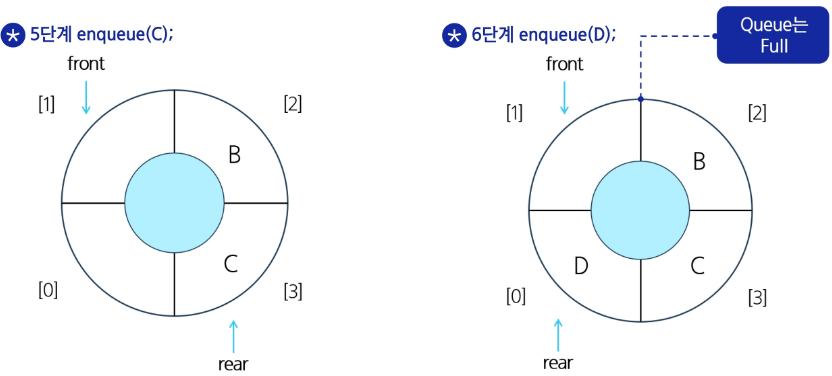 * 5단계 enqueue(C);
front
[1]
[2]
B
C
[0]
[3]
rear
* 6단계 enqueue(D);
Queue는
Full
front
[1]
[2]
B
D
C
[0]
[3]
rear